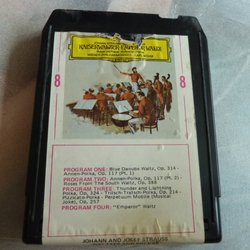 KAISERWALZER · EMPEROR WALTZ
8 8
PROGRAM ONE: Blue Danube Waltz, Op. 314 -
Annen-Polka, Op. 117 (Pt. 1)
PROGRAM TWO: Annen-Polka, Op. 117 (Pt. 2) -
Roses From The South Waltz, Op. 388
PROGRAM THREE: Thunder and Lightning
Polka, Op. 324 - Tritsch-Tratsch-Polka, Op. 214 -
Pizzicato-Polka - Perpetuum Mobile (Musical
Joke), Op. 257
PROGRAM FOUR: "Emperor" Waltz
JOHANN AND JOSEF STRAUSS